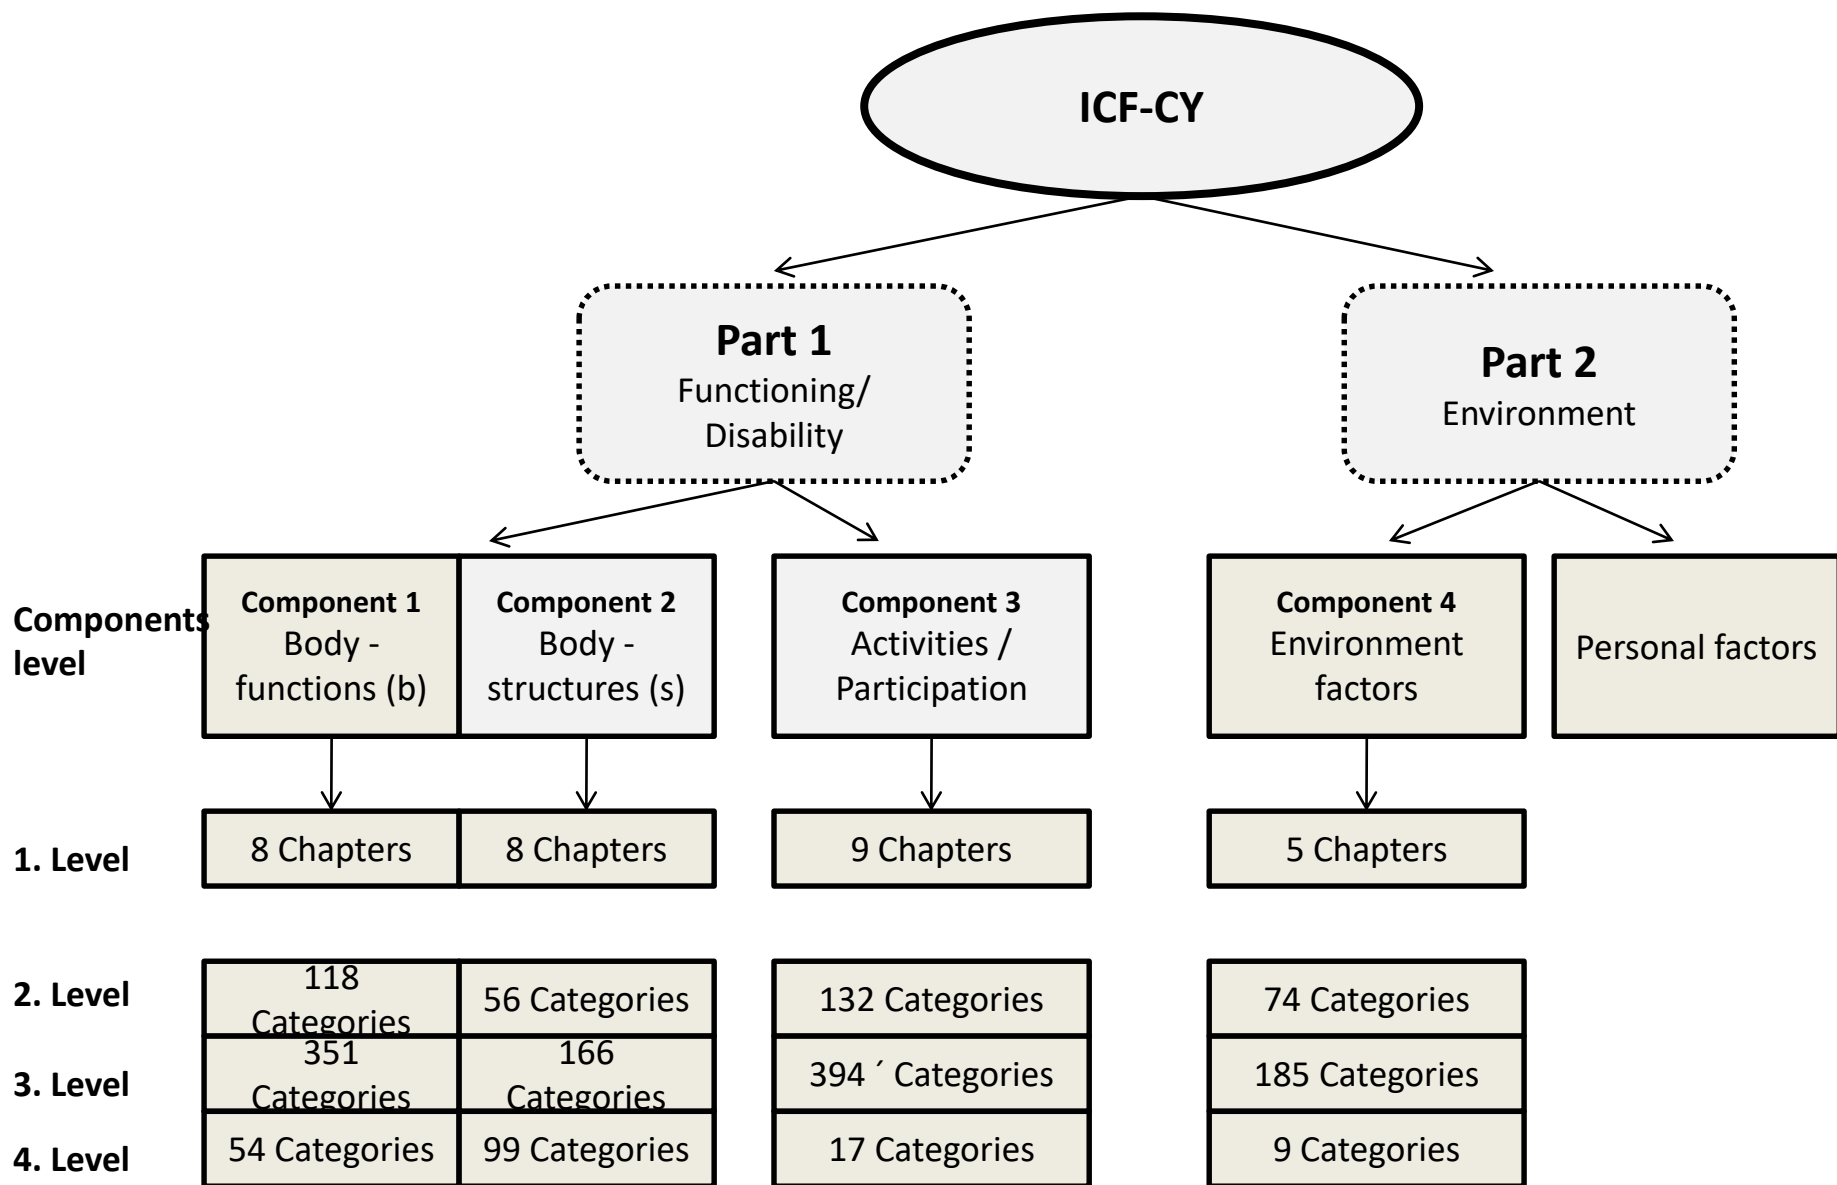 ICF-CY
Part 1
Functioning/
Disability
Part 2
Environment
Components
level
Component 1
Body -
functions (b)
Component 2
Body -
structures (s)
Component 3
Activities /
Participation
Component 4
Environment
factors
Personal factors
1. Level
8 Chapters
8 Chapters
9 Chapters
5 Chapters
2. Level
118
Categories
56 Categories
132 Categories
74 Categories
3. Level
351
Categories
166
Categories
394 ´ Categories
185 Categories
4. Level
54 Categories
99 Categories
17 Categories
9 Categories